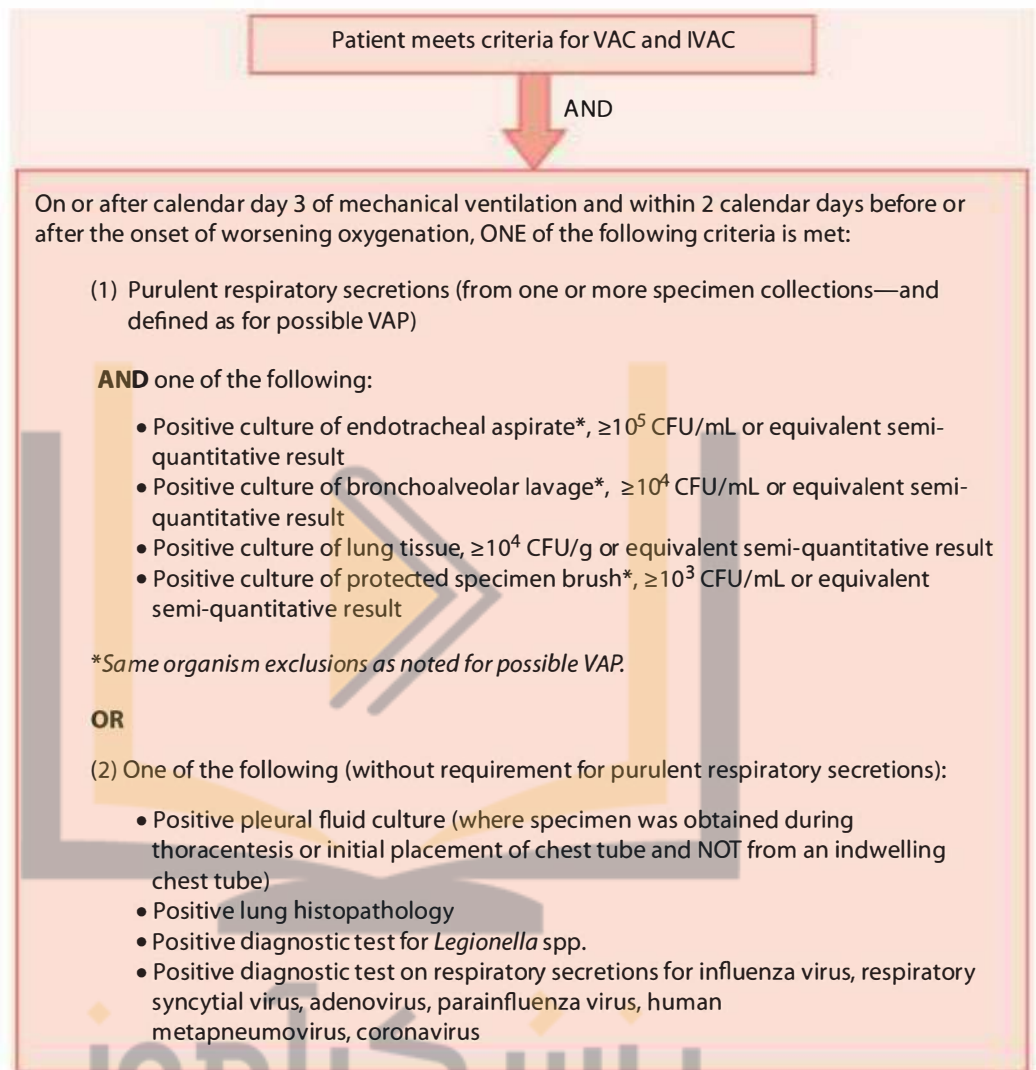 Patient meets criteria for VAC and IVAC
AND
On or after calendar day 3 of mechanical ventilation and within 2 calendar days before or
after the onset of worsening oxygenation, ONE of the following criteria is met:
(1) Purulent respiratory secretions (from one or more specimen collections—and
defined as for possible VAP)
AND one of the following:
• Positive culture of endotracheal aspirate*, ≥10⁵ CFU/mL or equivalent semi-
quantitative result
• Positive culture of bronchoalveolar lavage*, ≥10⁴ CFU/mL or equivalent semi-
quantitative result
• Positive culture of lung tissue, ≥10⁴ CFU/g or equivalent semi-quantitative result
• Positive culture of protected specimen brush*, ≥10³ CFU/mL or equivalent
semi-quantitative result
*Same organism exclusions as noted for possible VAP.
OR
(2) One of the following (without requirement for purulent respiratory secretions):
• Positive pleural fluid culture (where specimen was obtained during
thoracentesis or initial placement of chest tube and NOT from an indwelling
chest tube)
• Positive lung histopathology
• Positive diagnostic test for Legionella spp.
• Positive diagnostic test on respiratory secretions for influenza virus, respiratory
syncytial virus, adenovirus, parainfluenza virus, human
metapneumovirus, coronavirus